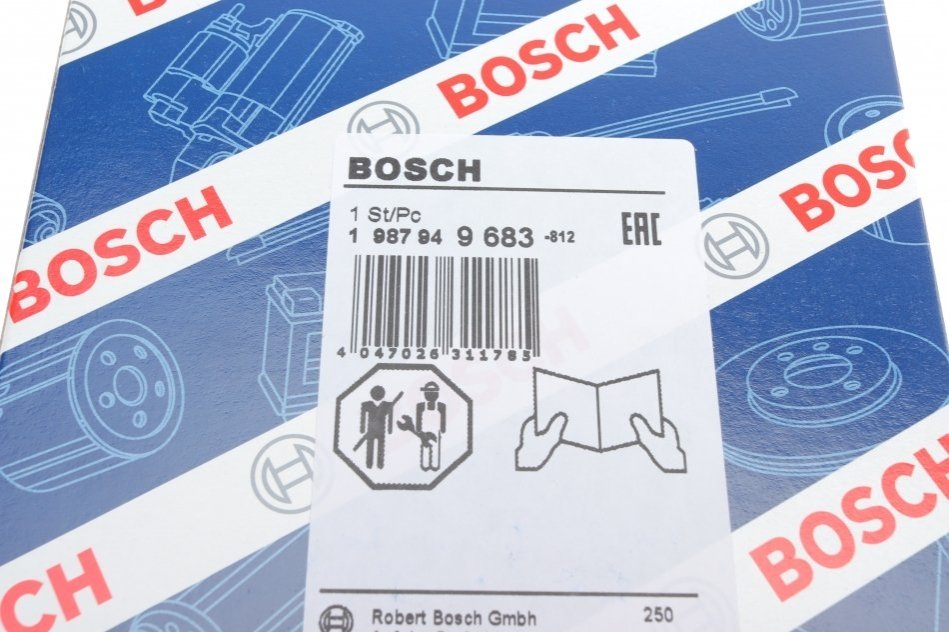 BOSCH
BOSCH
BOSCH
1 St/Pc
1 987 94 9 683 -812
EAC
BOSCH
4 047026 311785
BOSCH
BOSCH
Robert Bosch Gmbh
250